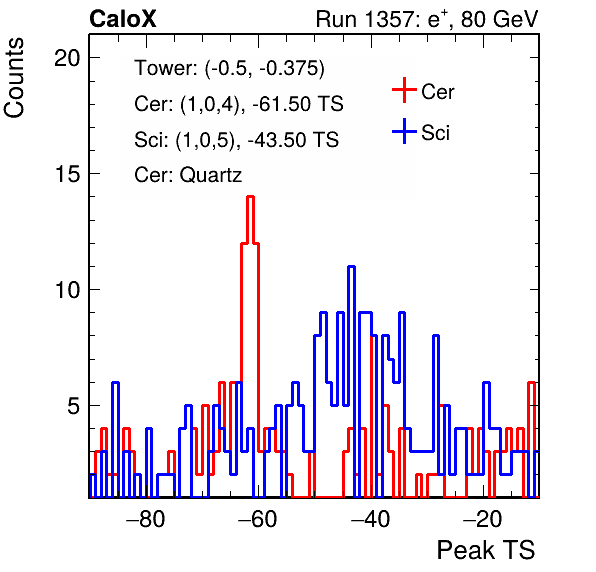 CaloX Run 1357: e⁺, 80 GeV
Counts
Tower: (-0.5, -0.375)
Cer: (1,0,4), -61.50 TS
Sci: (1,0,5), -43.50 TS
Cer: Quartz
Cer
Sci
20
15
10
5
−80 −60 −40 −20
Peak TS